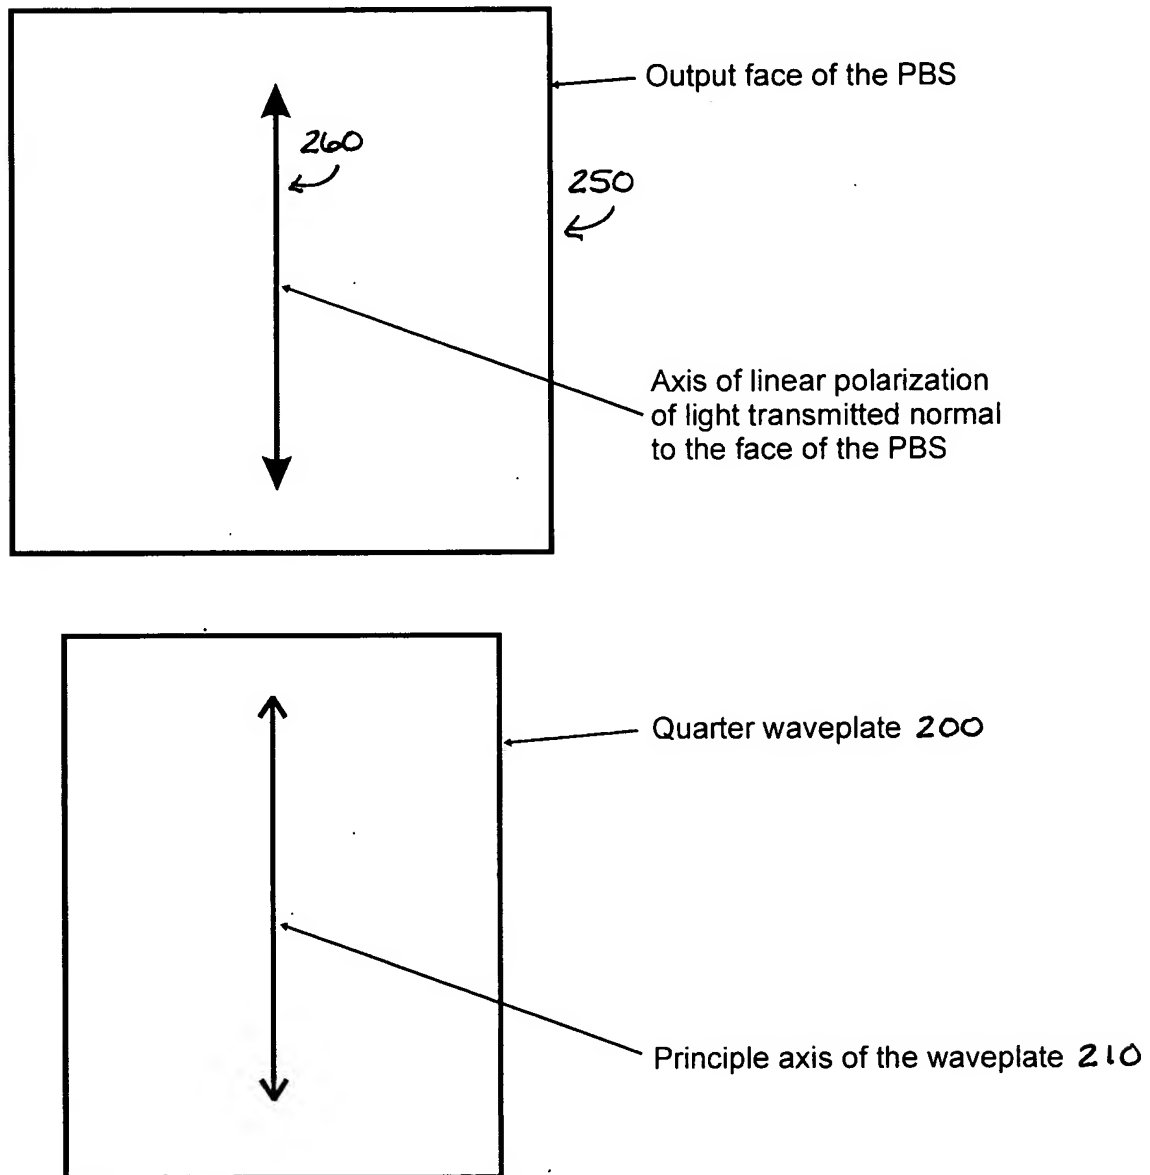 Output face of the PBS
260
250
Axis of linear polarization
of light transmitted normal
to the face of the PBS
Quarter waveplate 200
Principle axis of the waveplate 210